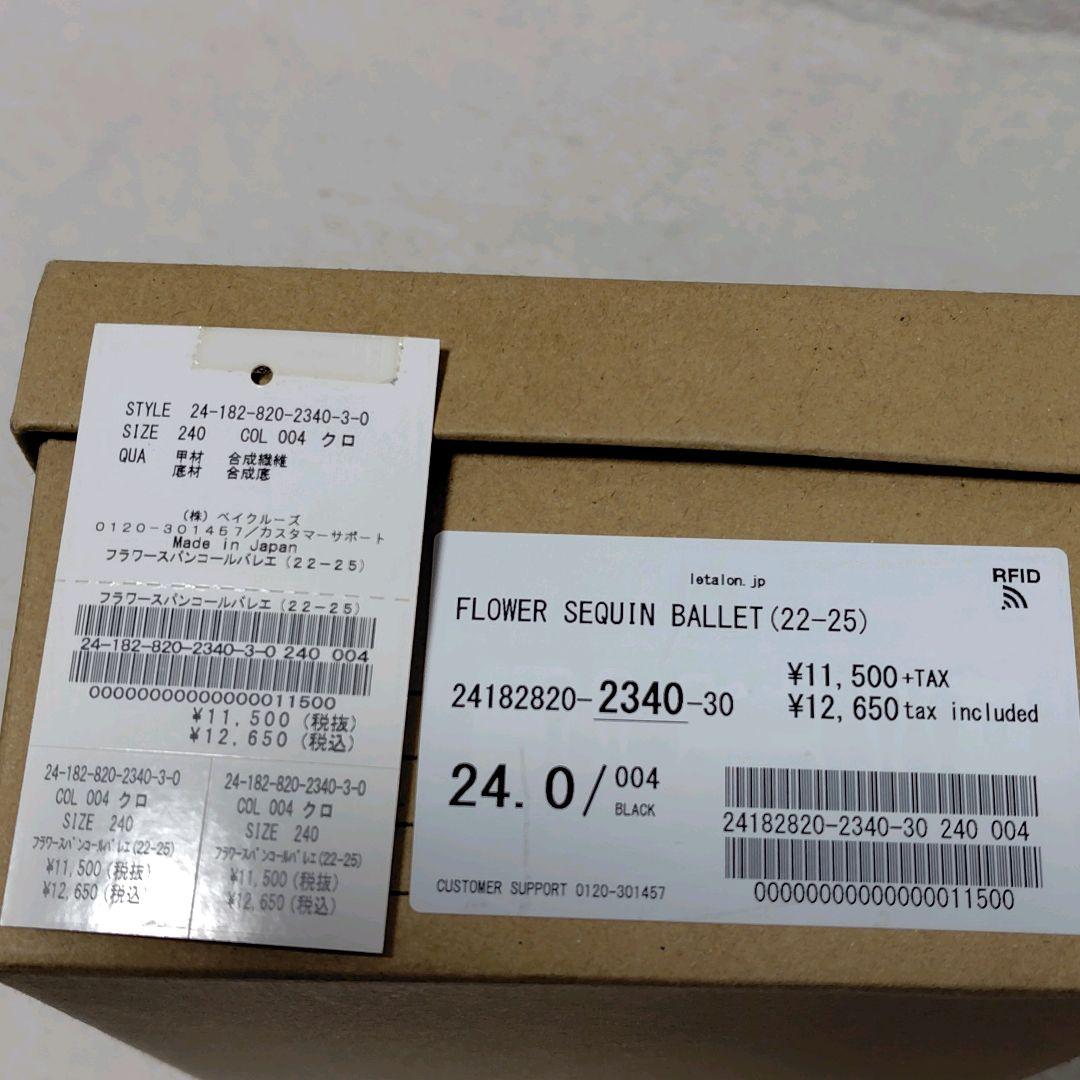 STYLE 24-182-820-2340-3-0
SIZE 240 COL 004 クロ
QUA 甲材 合成繊維
底材 合成底
(株) ベイクルーズ
0120-301457/カスタマーサポート
Made in Japan
フラワースパンコールバレエ(22-25)
フラワースパンコールバレエ(22-25)
24-182-820-2340-3-0 240 004
0000000000000000011500
¥11,500 (税抜)
¥12,650 (税込)
24-182-820-2340-3-0
COL 004 クロ
SIZE 240
フラワースパンコールバレエ(22-25)
¥11,500 (税抜)
¥12,650 (税込)
24-182-820-2340-3-0
COL 004 クロ
SIZE 240
フラワースパンコールバレエ(22-25)
¥11,500 (税抜)
¥12,650 (税込)
letalon.jp
RFID
FLOWER SEQUIN BALLET(22-25)
24182820-2340-30
¥11,500+TAX
¥12,650 tax included
24.0/ 004
BLACK
24182820-2340-30 240 004
0000000000000000011500
CUSTOMER SUPPORT 0120-301457